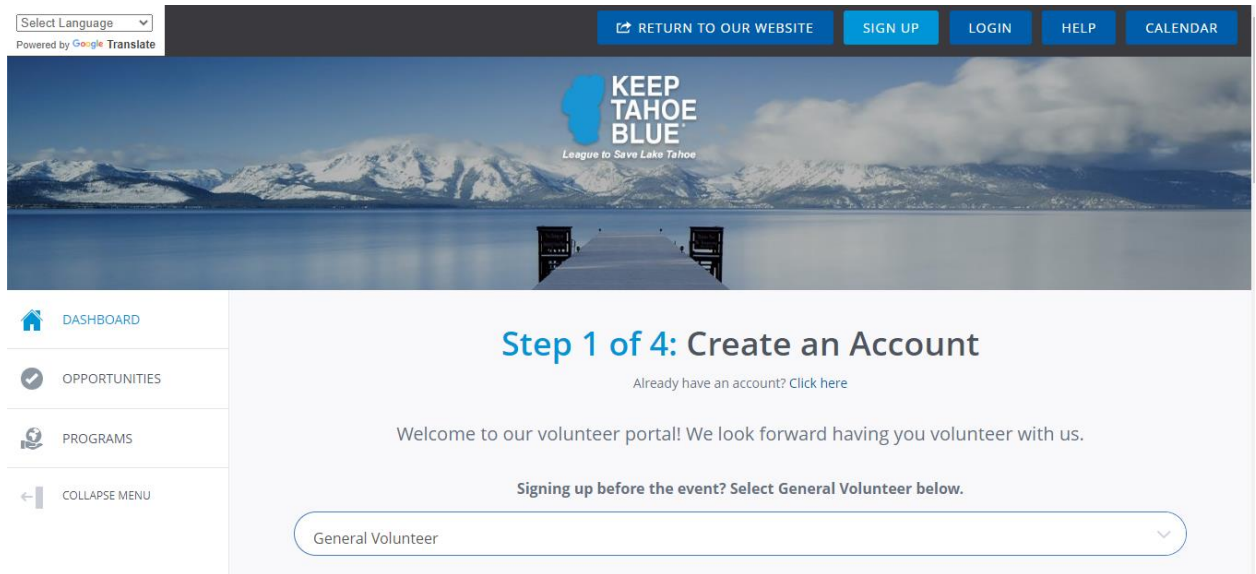 Select Language
Powered by Google Translate
RETURN TO OUR WEBSITE
SIGN UP
LOGIN
HELP
CALENDAR
KEEP
TAHOE
BLUE
League to Save Lake Tahoe
DASHBOARD
OPPORTUNITIES
PROGRAMS
COLLAPSE MENU
Step 1 of 4: Create an Account
Already have an account? Click here
Welcome to our volunteer portal! We look forward having you volunteer with us.
Signing up before the event? Select General Volunteer below.
General Volunteer